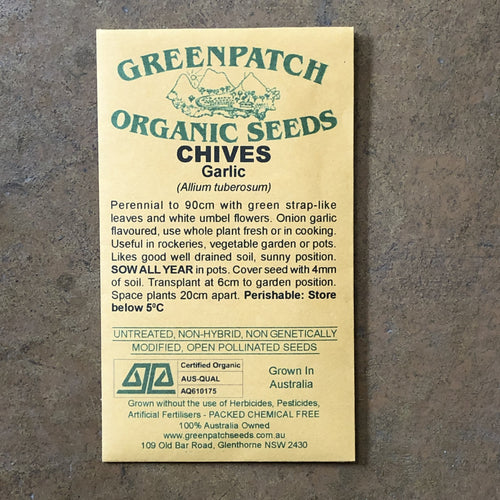 GREENPATCH
ORGANIC SEEDS
CHIVES
Garlic
(Allium tuberosum)
Perennial to 90cm with green strap-like
leaves and white umbel flowers. Onion garlic
flavoured, use whole plant fresh or in cooking.
Useful in rockeries, vegetable garden or pots.
Likes good well drained soil, sunny position.
SOW ALL YEAR in pots. Cover seed with 4mm
of soil. Transplant at 6cm to garden position.
Space plants 20cm apart. Perishable: Store
below 5ºC
UNTREATED, NON-HYBRID, NON GENETICALLY
MODIFIED, OPEN POLLINATED SEEDS
Certified Organic
AUS-QUAL
AQ610175
Grown In
Australia
Grown without the use of Herbicides, Pesticides,
Artificial Fertilisers - PACKED CHEMICAL FREE
100% Australia Owned
www.greenpatchseeds.com.au
109 Old Bar Road, Glenthorne NSW 2430